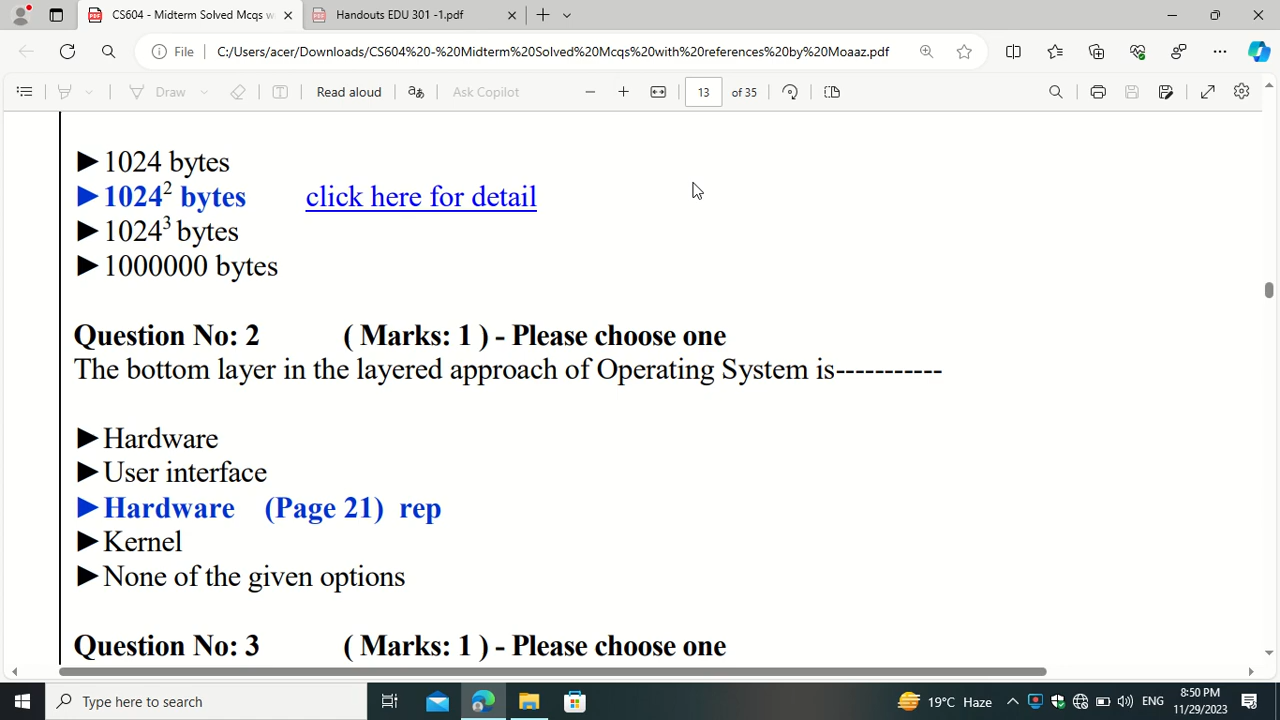 CS604 - Midterm Solved Mcqs w
Handouts EDU 301 -1.pdf
File
C:/Users/acer/Downloads/CS604%20-%20Midterm%20Solved%20Mcqs%20with%20references%20by%20Moaaz.pdf
Draw
Read aloud
aあ
Ask Copilot
13
of 35
►1024 bytes
►1024² bytes click here for detail
►1024³ bytes
►1000000 bytes
Question No: 2 ( Marks: 1 ) - Please choose one
The bottom layer in the layered approach of Operating System is-----------
►Hardware
►User interface
►Hardware (Page 21) rep
►Kernel
►None of the given options
Question No: 3 ( Marks: 1 ) - Please choose one
Type here to search
19°C Haze
ENG
8:50 PM
11/29/2023